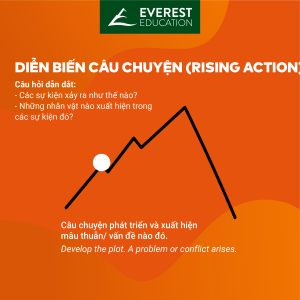 EVEREST
EDUCATION
DIỄN BIẾN CÂU CHUYỆN (RISING ACTION)
Câu hỏi dẫn dắt:
- Các sự kiện xảy ra như thế nào?
- Những nhân vật nào xuất hiện trong
các sự kiện đó?
Câu chuyện phát triển và xuất hiện
mâu thuẫn/ vấn đề nào đó.
Develop the plot. A problem or conflict arises.